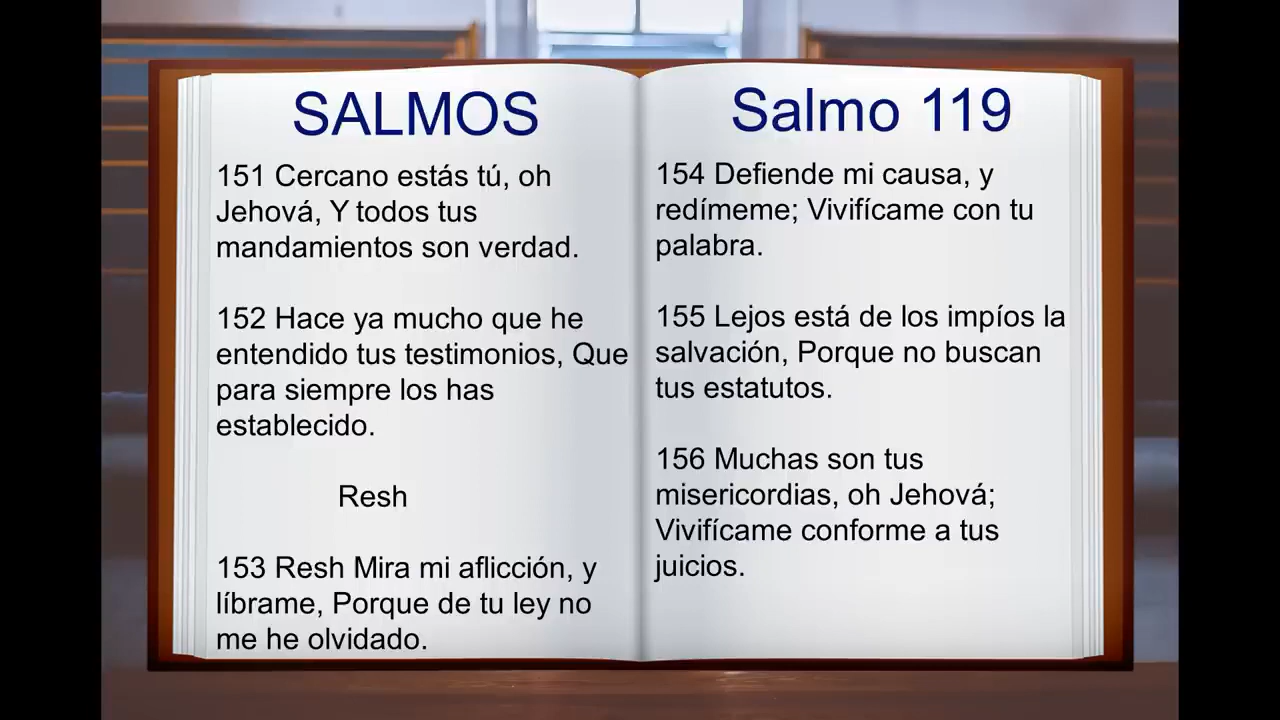 SALMOS
151 Cercano estás tú, oh
Jehová, Y todos tus
mandamientos son verdad.
152 Hace ya mucho que he
entendido tus testimonios, Que
para siempre los has
establecido.
Resh
153 Resh Mira mi aflicción, y
líbrame, Porque de tu ley no
me he olvidado.
Salmo 119
154 Defiende mi causa, y
redímeme; Vivifícame con tu
palabra.
155 Lejos está de los impíos la
salvación, Porque no buscan
tus estatutos.
156 Muchas son tus
misericordias, oh Jehová;
Vivifícame conforme a tus
juicios.